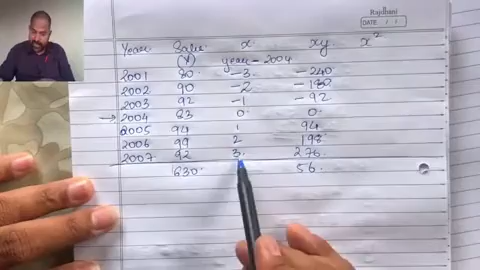 Rajdhani
DATE / /
Year Sales x xy x²
(Y) year - 2004
2001 80 -3 -240
2002 90 -2 -180
2003 92 -1 -92
→ 2004 83 0 0
2005 94 1 94
2006 99 2 198
2007 92 3 276
630 56